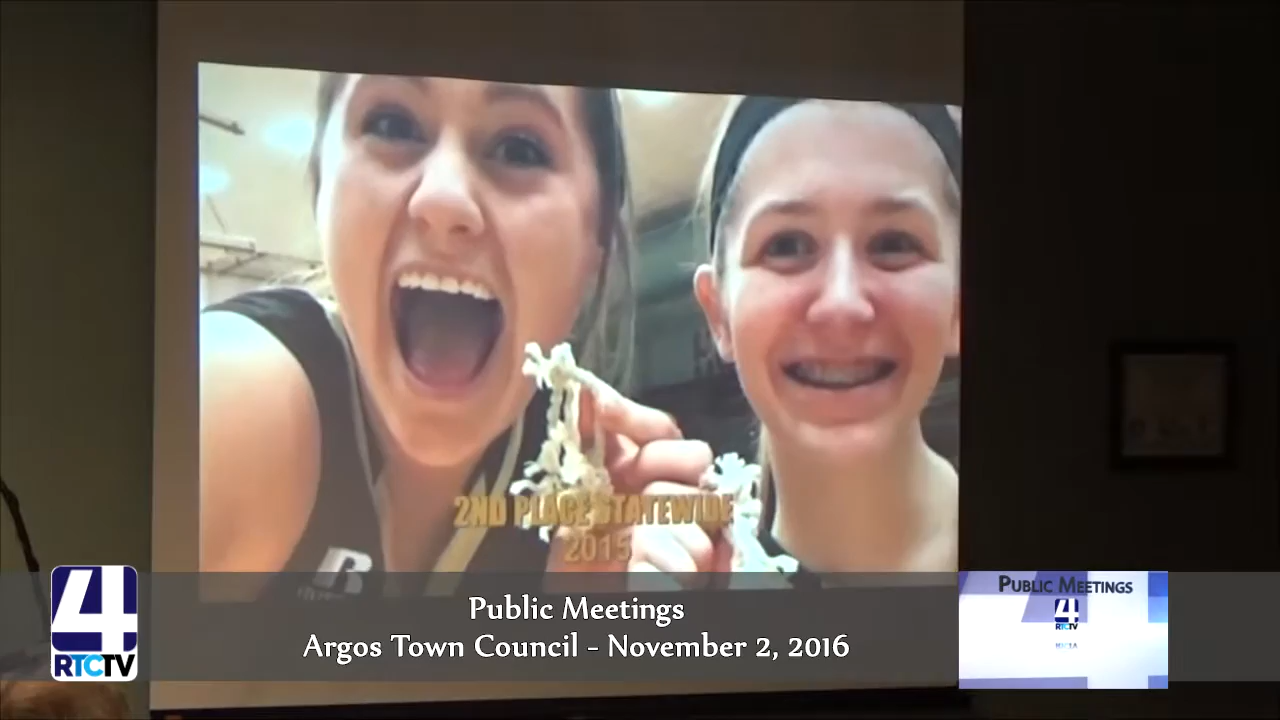 2ND PLACE STATEWIDE
2015
R
Public Meetings
Argos Town Council - November 2, 2016
4
RTCTV
PUBLIC MEETINGS
4
RTCTV